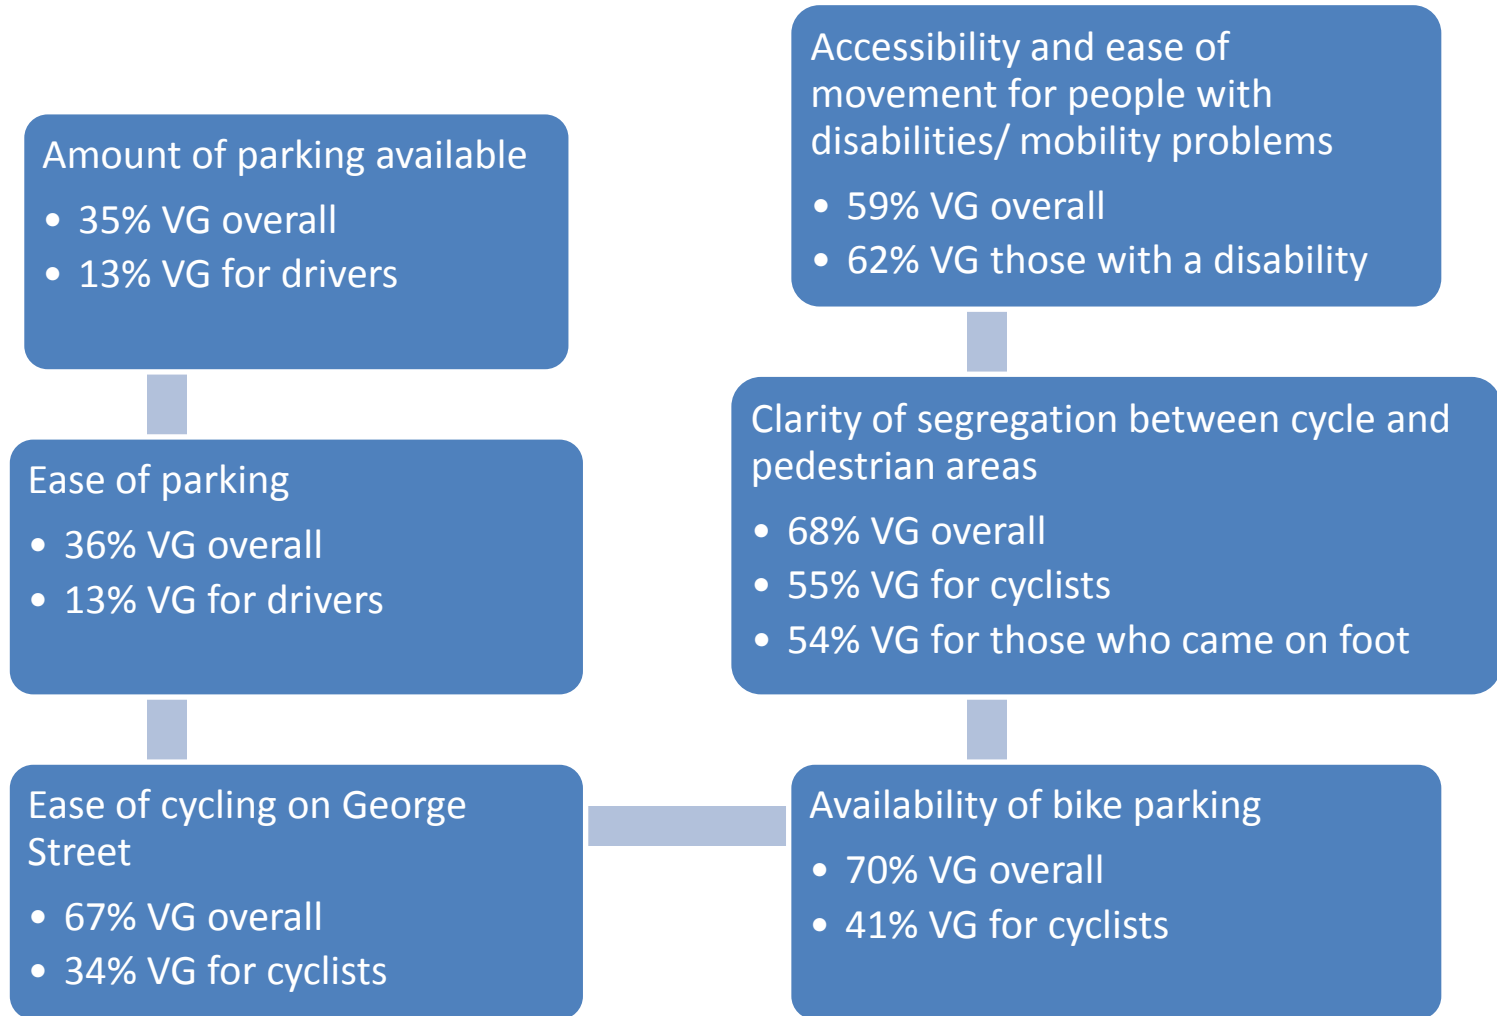 Amount of parking available
• 35% VG overall
• 13% VG for drivers
Ease of parking
• 36% VG overall
• 13% VG for drivers
Ease of cycling on George
Street
• 67% VG overall
• 34% VG for cyclists
Availability of bike parking
• 70% VG overall
• 41% VG for cyclists
Clarity of segregation between cycle and
pedestrian areas
• 68% VG overall
• 55% VG for cyclists
• 54% VG for those who came on foot
Accessibility and ease of
movement for people with
disabilities/ mobility problems
• 59% VG overall
• 62% VG those with a disability